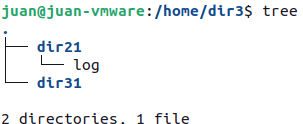 juan@juan-vmware:/home/dir3$ tree
.
├── dir21
│   └── log
└── dir31
2 directories, 1 file